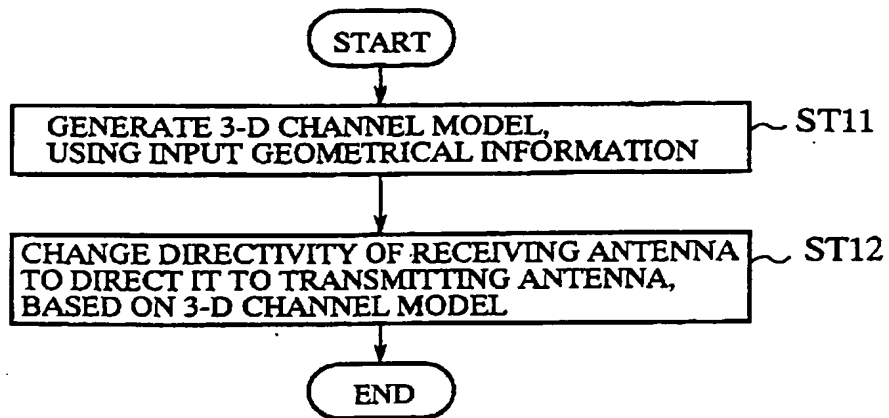 START
GENERATE 3-D CHANNEL MODEL,
USING INPUT GEOMETRICAL INFORMATION
ST11
CHANGE DIRECTIVITY OF RECEIVING ANTENNA
TO DIRECT IT TO TRANSMITTING ANTENNA,
BASED ON 3-D CHANNEL MODEL
ST12
END